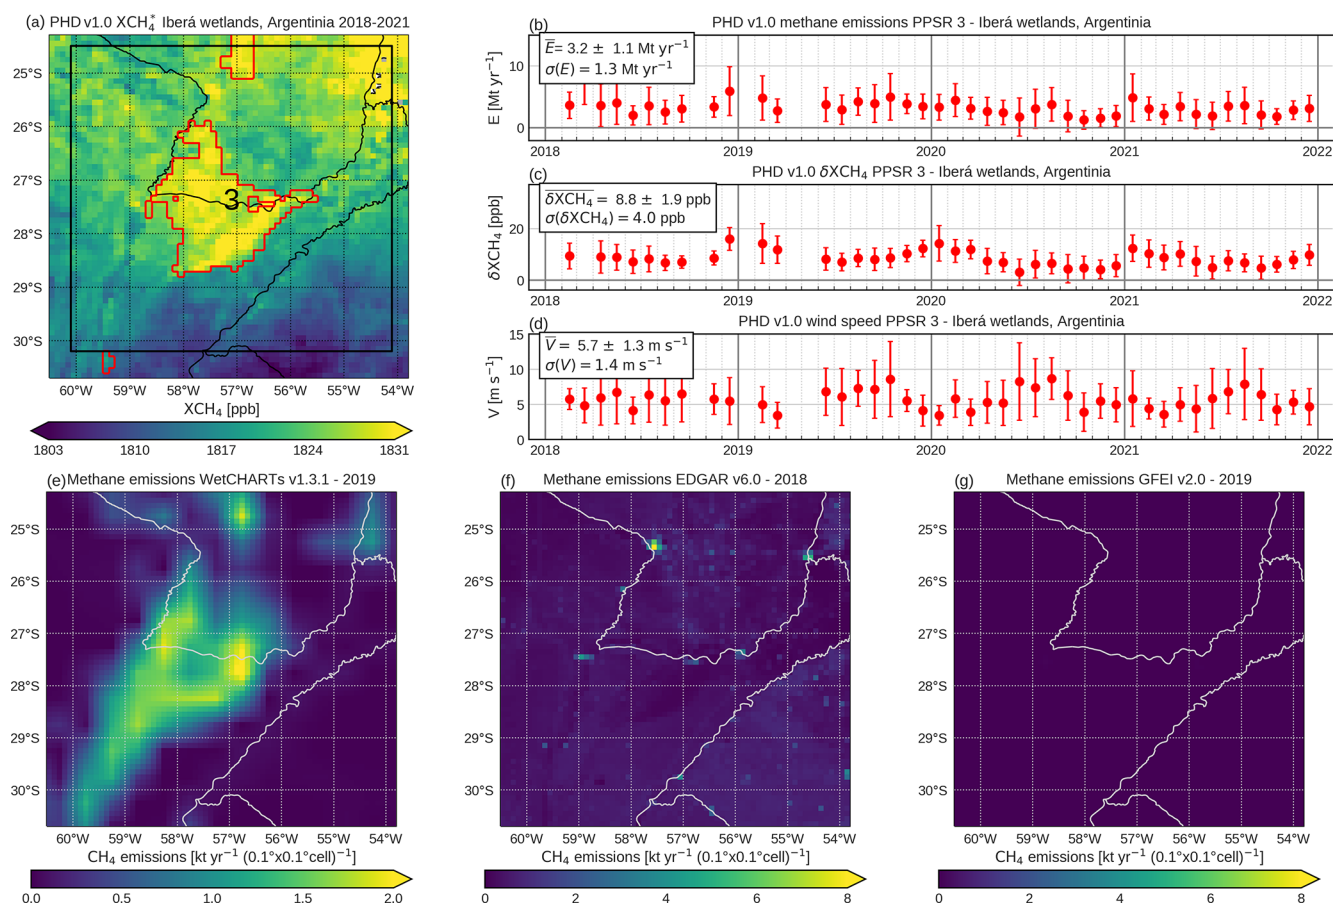 (a) PHD v1.0 XCH₄* Iberá wetlands, Argentinia 2018-2021
25°S
26°S
27°S
28°S
29°S
30°S
3
60°W 59°W 58°W 57°W 56°W 55°W 54°W
XCH₄ [ppb]
1803 1810 1817 1824 1831
(b) PHD v1.0 methane emissions PPSR 3 - Iberá wetlands, Argentinia
E̅= 3.2 ± 1.1 Mt yr⁻¹
σ(E) = 1.3 Mt yr⁻¹
E [Mt yr⁻¹]
10
0
2018 2019 2020 2021 2022
(c) PHD v1.0 δXCH₄ PPSR 3 - Iberá wetlands, Argentinia
δXCH₄ = 8.8 ± 1.9 ppb
σ(δXCH₄) = 4.0 ppb
δXCH₄ [ppb]
20
0
2018 2019 2020 2021 2022
(d) PHD v1.0 wind speed PPSR 3 - Iberá wetlands, Argentinia
V̅ = 5.7 ± 1.3 m s⁻¹
σ(V) = 1.4 m s⁻¹
V [m s⁻¹]
15
10
5
0
2018 2019 2020 2021 2022
(e) Methane emissions WetCHARTs v1.3.1 - 2019
25°S
26°S
27°S
28°S
29°S
30°S
60°W 59°W 58°W 57°W 56°W 55°W 54°W
CH₄ emissions [kt yr⁻¹ (0.1°x0.1°cell)⁻¹]
0.0 0.5 1.0 1.5 2.0
(f) Methane emissions EDGAR v6.0 - 2018
25°S
26°S
27°S
28°S
29°S
30°S
60°W 59°W 58°W 57°W 56°W 55°W 54°W
CH₄ emissions [kt yr⁻¹ (0.1°x0.1°cell)⁻¹]
0 2 4 6 8
(g) Methane emissions GFEI v2.0 - 2019
25°S
26°S
27°S
28°S
29°S
30°S
60°W 59°W 58°W 57°W 56°W 55°W 54°W
CH₄ emissions [kt yr⁻¹ (0.1°x0.1°cell)⁻¹]
0 2 4 6 8